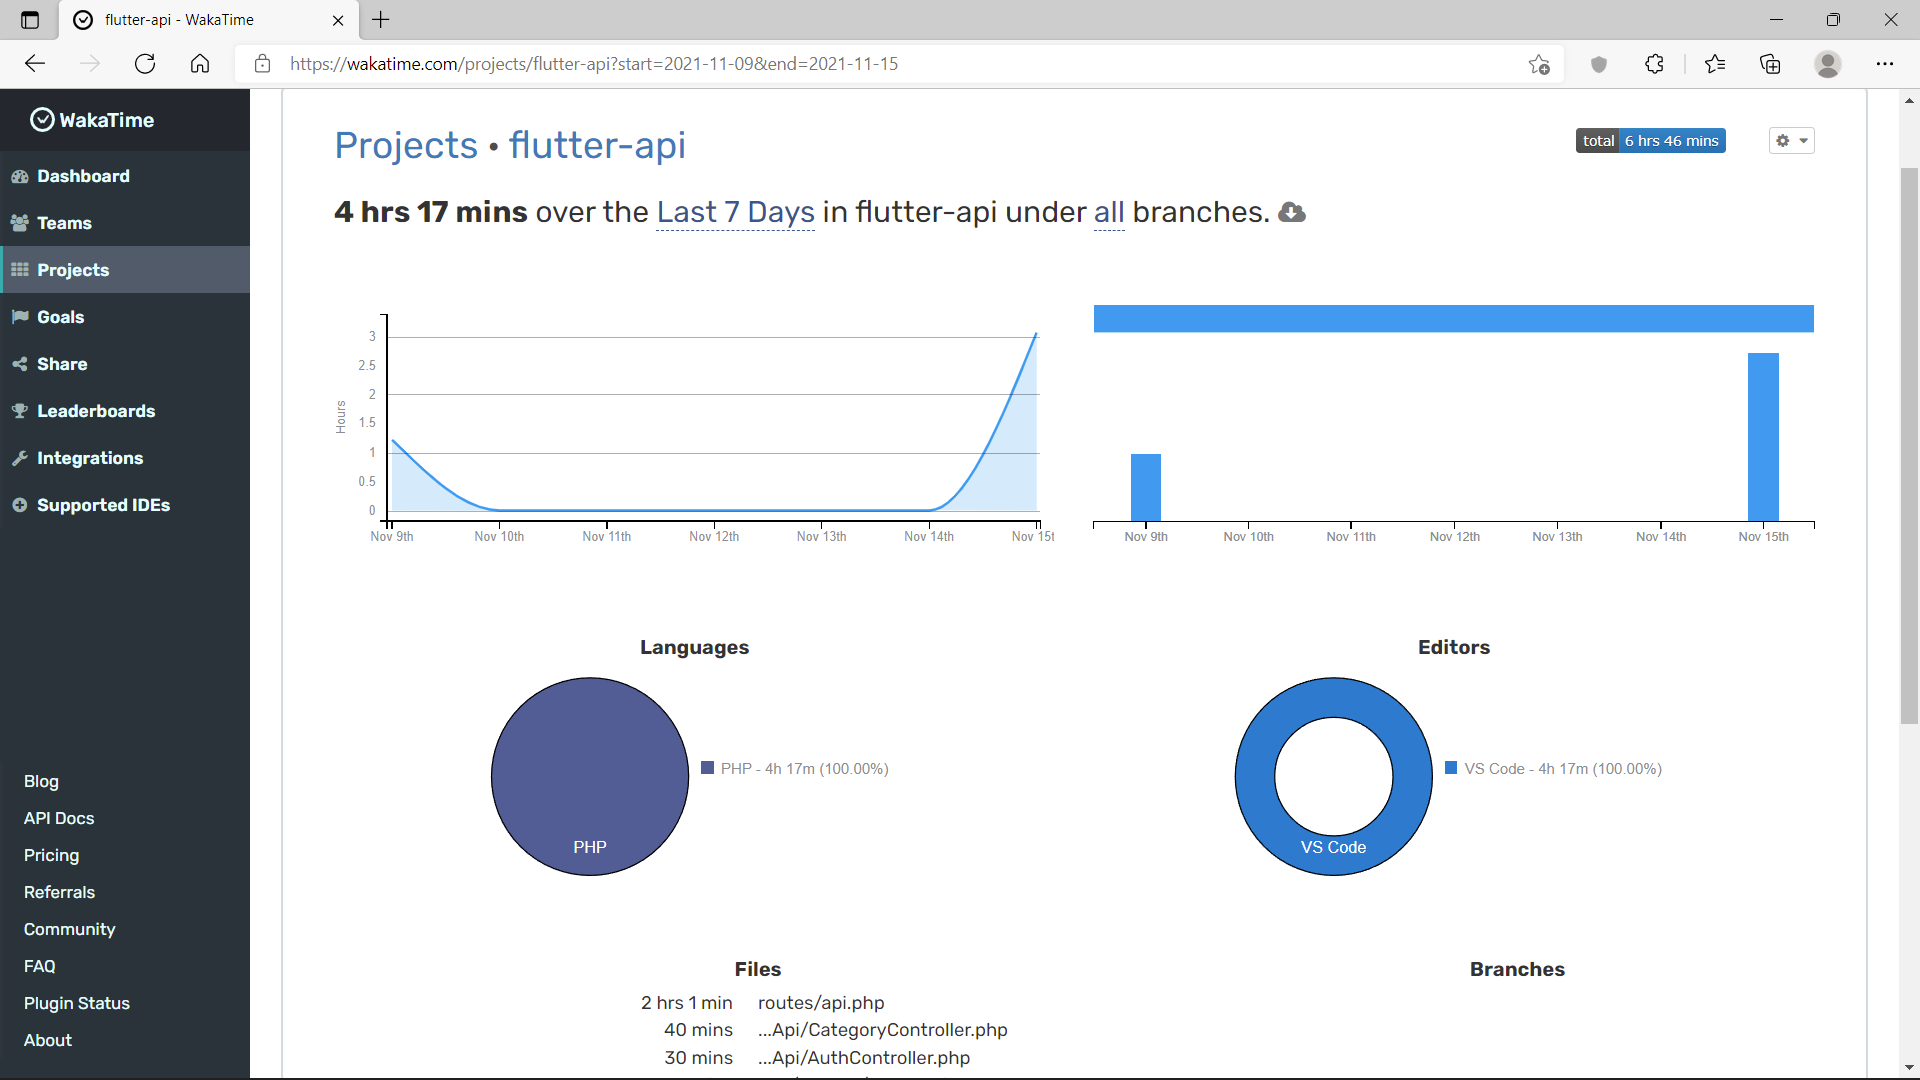 flutter-api - WakaTime
https://wakatime.com/projects/flutter-api?start=2021-11-09&end=2021-11-15
WakaTime
Dashboard
Teams
Projects
Goals
Share
Leaderboards
Integrations
Supported IDEs
Blog
API Docs
Pricing
Referrals
Community
FAQ
Plugin Status
About
Projects • flutter-api
total 6 hrs 46 mins
4 hrs 17 mins over the Last 7 Days in flutter-api under all branches.
Hours
3
2.5
2
1.5
1
0.5
0
Nov 9th Nov 10th Nov 11th Nov 12th Nov 13th Nov 14th Nov 15t
Nov 9th Nov 10th Nov 11th Nov 12th Nov 13th Nov 14th Nov 15th
Languages
PHP
PHP - 4h 17m (100.00%)
Editors
VS Code
VS Code - 4h 17m (100.00%)
Files
2 hrs 1 min routes/api.php
40 mins ...Api/CategoryController.php
30 mins ...Api/AuthController.php
Branches